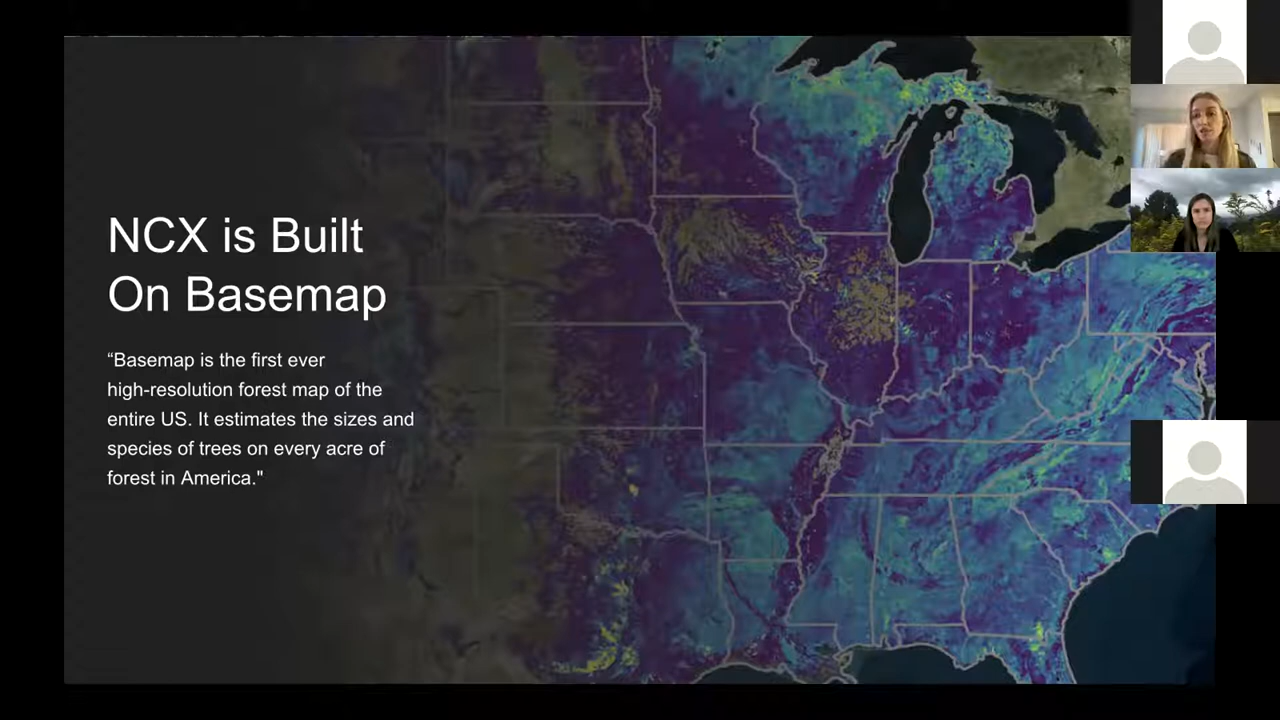 NCX is Built
On Basemap
“Basemap is the first ever
high-resolution forest map of the
entire US. It estimates the sizes and
species of trees on every acre of
forest in America."